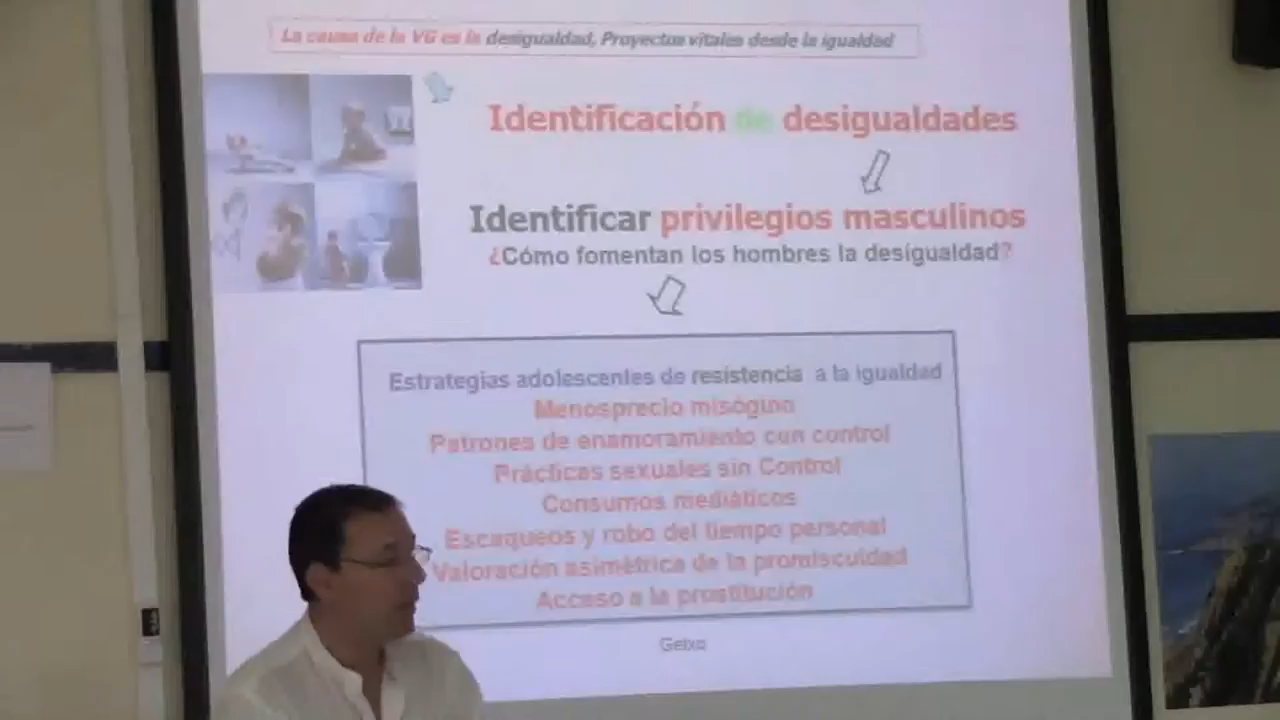 La causa de la VG es la desigualdad, Proyectos vitales desde la igualdad
Identificación de desigualdades
Identificar privilegios masculinos
¿Cómo fomentan los hombres la desigualdad?
Estrategias adolescentes de resistencia a la igualdad
Menosprecio misógino
Patrones de enamoramiento con control
Prácticas sexuales sin Control
Consumos mediáticos
Escaqueos y robo del tiempo personal
Valoración asimétrica de la promiscuidad
Acceso a la prostitución
Getxo